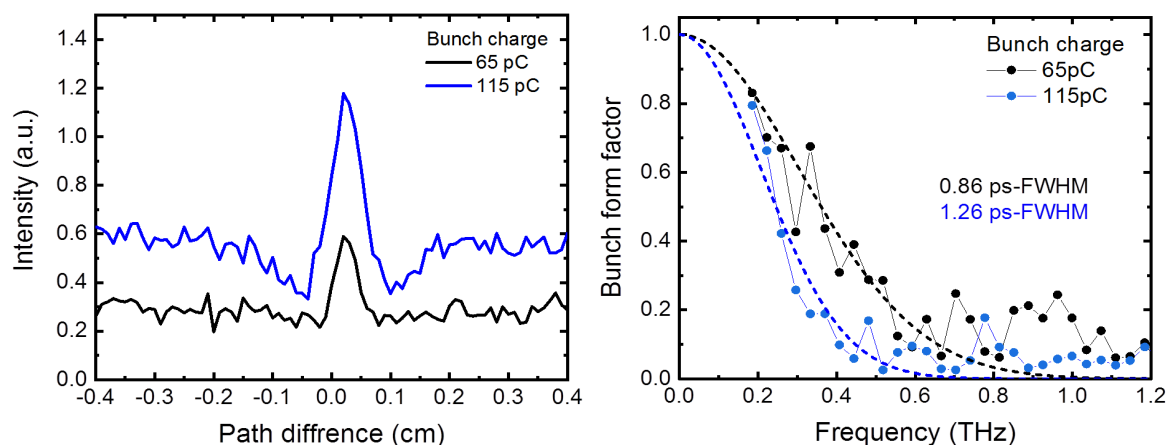 1.4
1.2
1.0
0.8
0.6
0.4
0.2
0.0
Intensity (a.u.)
Bunch charge
65 pC
115 pC
-0.4 -0.3 -0.2 -0.1 0.0 0.1 0.2 0.3 0.4
Path diffrence (cm)
1.0
0.8
0.6
0.4
0.2
0.0
Bunch form factor
Bunch charge
65pC
115pC
0.86 ps-FWHM
1.26 ps-FWHM
0.0 0.2 0.4 0.6 0.8 1.0 1.2
Frequency (THz)